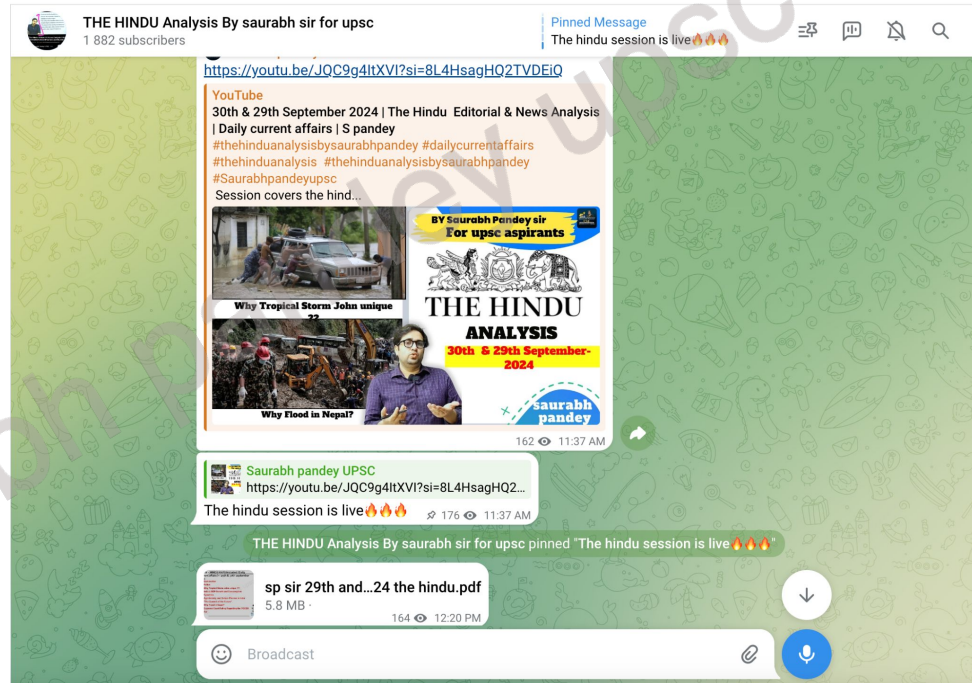 THE HINDU Analysis By saurabh sir for upsc
1 882 subscribers
Pinned Message
The hindu session is live🔥🔥🔥
https://youtu.be/JQC9g4ItXVI?si=8L4HsagHQ2TVDEiQ
YouTube
30th & 29th September 2024 | The Hindu Editorial & News Analysis
| Daily current affairs | S pandey
#thehinduanalysisbysaurabhpandey #dailycurrentaffairs
#thehinduanalysis #thehinduanalysisbysaurabhpandey
#Saurabhpandeyupsc
Session covers the hind...
Why Tropical Storm John unique
??
Why Flood in Nepal?
BY Saurabh Pandey sir
For upsc aspirants
THE HINDU
ANALYSIS
30th & 29th September-
2024
saurabh
pandey
162 11:37 AM
Saurabh pandey UPSC
https://youtu.be/JQC9g4ItXVI?si=8L4HsagHQ2...
The hindu session is live🔥🔥🔥 176 11:37 AM
THE HINDU Analysis By saurabh sir for upsc pinned "The hindu session is live🔥🔥🔥"
sp sir 29th and...24 the hindu.pdf
5.8 MB ·
164 12:20 PM
Broadcast
ph pandey upsc